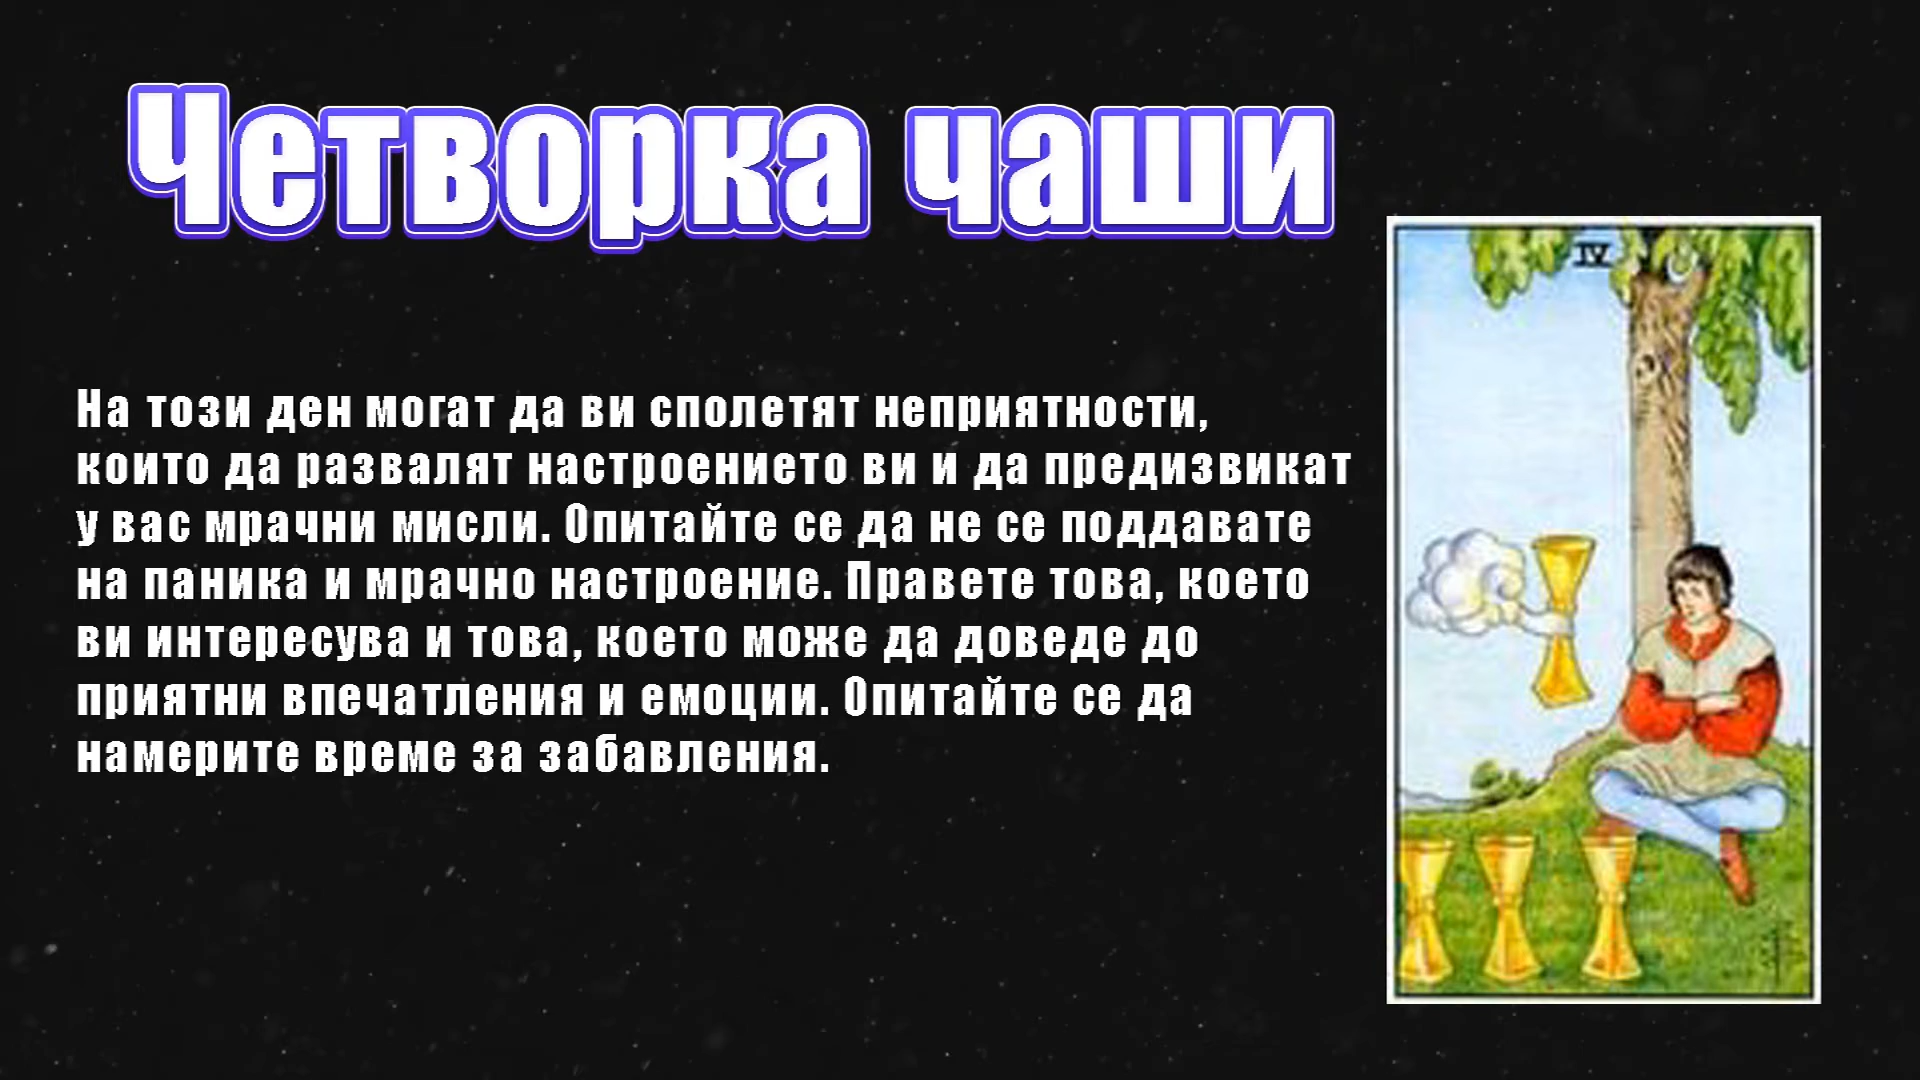 Четворка чаши
IV
На този ден могат да ви сполетят неприятности,
които да развалят настроението ви и да предизвикат
у вас мрачни мисли. Опитайте се да не се поддавате
на паника и мрачно настроение. Правете това, което
ви интересува и това, което може да доведе до
приятни впечатления и емоции. Опитайте се да
намерите време за забавления.